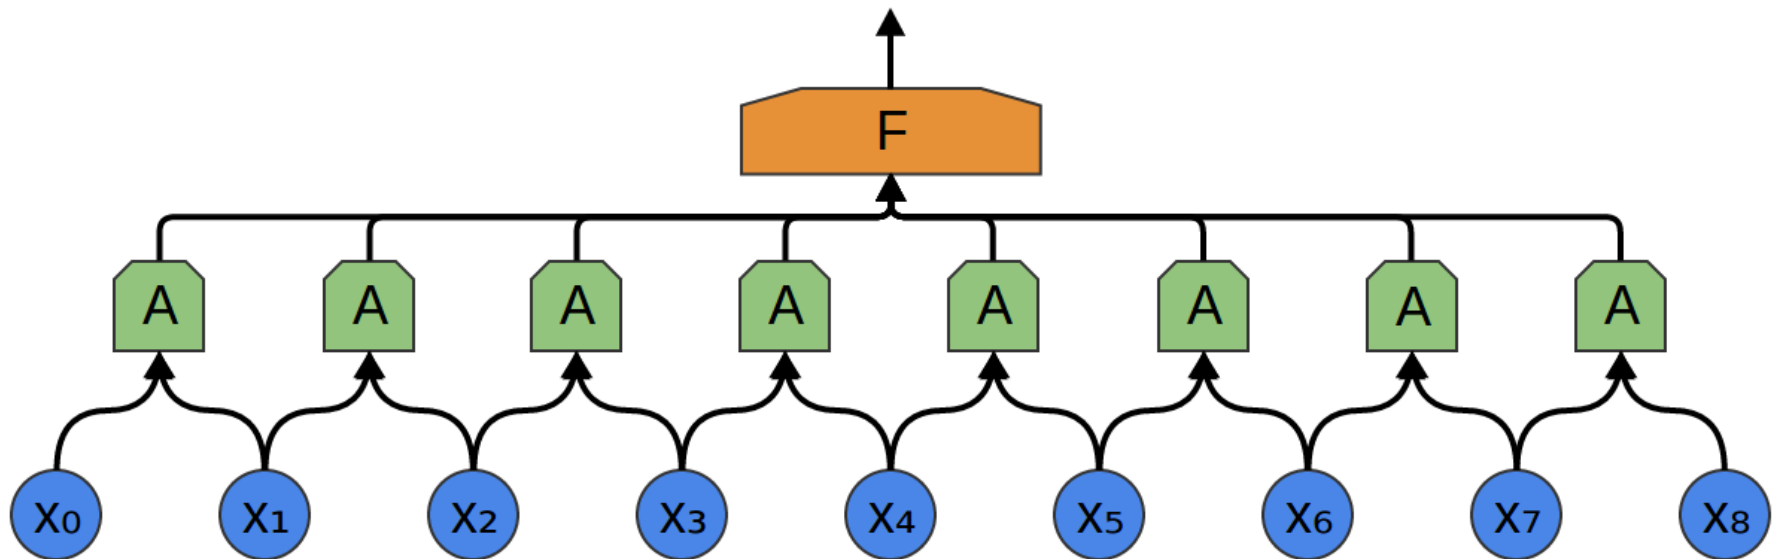 F
A A A A A A A A
x₀ x₁ x₂ x₃ x₄ x₅ x₆ x₇ x₈